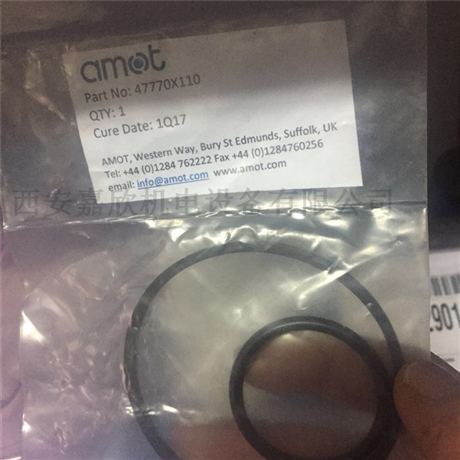 amot
Part No: 47770X110
QTY: 1
Cure Date: 1Q17
AMOT, Western Way, Bury St Edmunds, Suffolk, UK
Tel: +44 (0)1284 762222 Fax +44 (0)1284760256
email: info@amot.com www.amot.com
西安嘉欣机电设备有限公司
2901